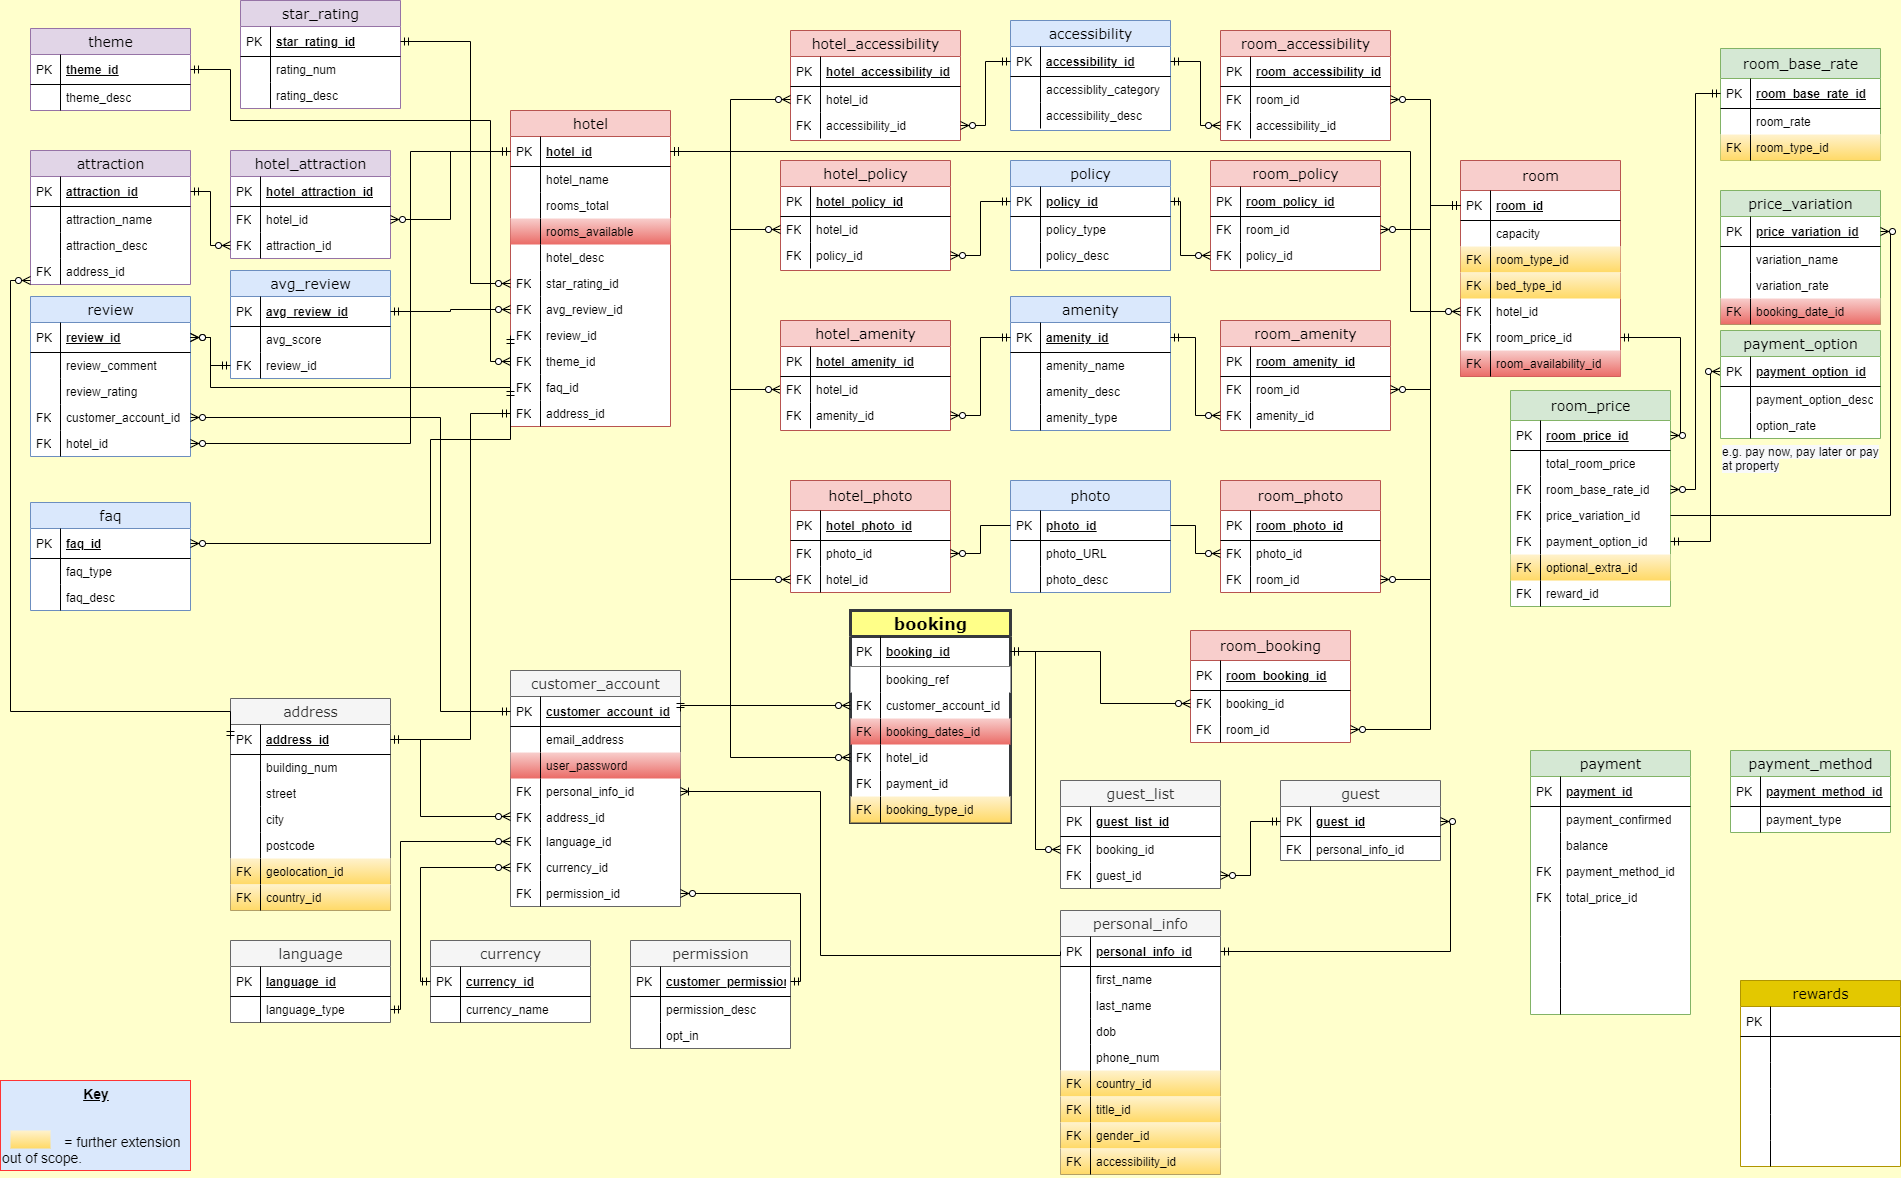 theme
PK theme_id
theme_desc
star_rating
PK star_rating_id
rating_num
rating_desc
attraction
PK attraction_id
attraction_name
attraction_desc
FK address_id
hotel_attraction
PK hotel_attraction_id
FK hotel_id
FK attraction_id
review
PK review_id
review_comment
review_rating
FK customer_account_id
FK hotel_id
avg_review
PK avg_review_id
avg_score
FK review_id
faq
PK faq_id
faq_type
faq_desc
hotel
PK hotel_id
hotel_name
rooms_total
rooms_available
hotel_desc
FK star_rating_id
FK avg_review_id
FK review_id
FK theme_id
FK faq_id
FK address_id
hotel_accessibility
PK hotel_accessibility_id
FK hotel_id
FK accessibility_id
accessibility
PK accessibility_id
accessiblity_category
accessibility_desc
room_accessibility
PK room_accessibility_id
FK room_id
FK accessibility_id
hotel_policy
PK hotel_policy_id
FK hotel_id
FK policy_id
policy
PK policy_id
policy_type
policy_desc
room_policy
PK room_policy_id
FK room_id
FK policy_id
hotel_amenity
PK hotel_amenity_id
FK hotel_id
FK amenity_id
amenity
PK amenity_id
amenity_name
amenity_desc
amenity_type
room_amenity
PK room_amenity_id
FK room_id
FK amenity_id
hotel_photo
PK hotel_photo_id
FK photo_id
FK hotel_id
photo
PK photo_id
photo_URL
photo_desc
room_photo
PK room_photo_id
FK photo_id
FK room_id
room
PK room_id
capacity
FK room_type_id
FK bed_type_id
FK hotel_id
FK room_price_id
FK room_availability_id
room_base_rate
PK room_base_rate_id
room_rate
FK room_type_id
price_variation
PK price_variation_id
variation_name
variation_rate
FK booking_date_id
payment_option
PK payment_option_id
payment_option_desc
option_rate
e.g. pay now, pay later or pay
at property
room_price
PK room_price_id
total_room_price
FK room_base_rate_id
FK price_variation_id
FK payment_option_id
FK optional_extra_id
FK reward_id
booking
PK booking_id
booking_ref
FK customer_account_id
FK booking_dates_id
FK hotel_id
FK payment_id
FK booking_type_id
room_booking
PK room_booking_id
FK booking_id
FK room_id
address
PK address_id
building_num
street
city
postcode
FK geolocation_id
FK country_id
customer_account
PK customer_account_id
email_address
user_password
FK personal_info_id
FK address_id
FK language_id
FK currency_id
FK permission_id
guest_list
PK guest_list_id
FK booking_id
FK guest_id
guest
PK guest_id
FK personal_info_id
payment
PK payment_id
payment_confirmed
balance
FK payment_method_id
FK total_price_id
payment_method
PK payment_method_id
payment_type
language
PK language_id
language_type
currency
PK currency_id
currency_name
permission
PK customer_permission
permission_desc
opt_in
personal_info
PK personal_info_id
first_name
last_name
dob
phone_num
FK country_id
FK title_id
FK gender_id
FK accessibility_id
rewards
PK
Key
= further extension
out of scope.